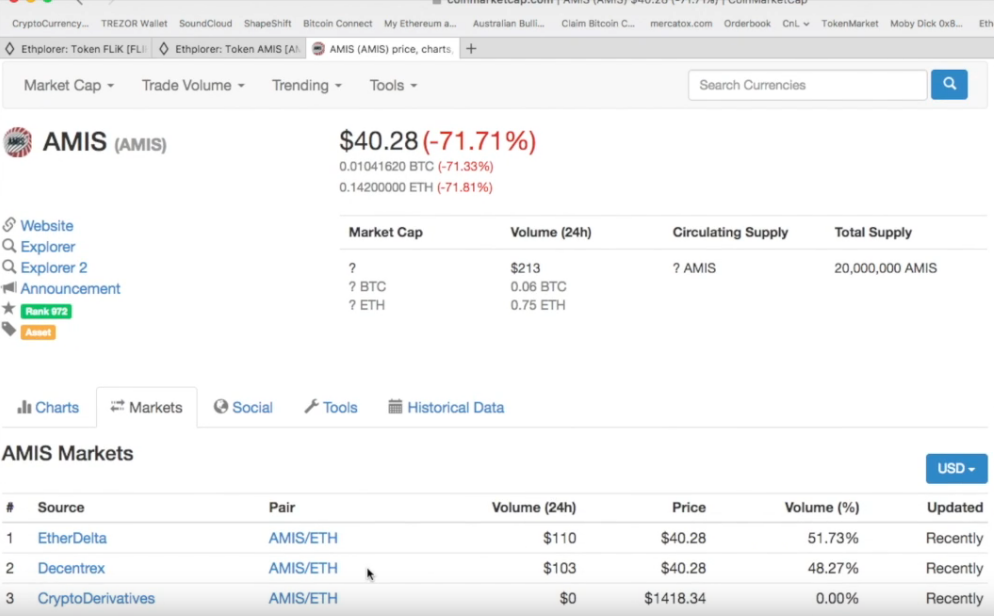 coinmarketcap.com
CryptoCurrency... TREZOR Wallet SoundCloud ShapeShift Bitcoin Connect My Ethereum a... Australian Bulli... Claim Bitcoin C... mercatox.com Orderbook CnL TokenMarket Moby Dick 0x8... Eth
Ethplorer: Token FLiK [FLI Ethplorer: Token AMIS [AM AMIS (AMIS) price, charts, +
Market Cap Trade Volume Trending Tools Search Currencies
AMIS (AMIS) $40.28 (-71.71%)
0.01041620 BTC (-71.33%)
0.14200000 ETH (-71.81%)
Website
Explorer
Explorer 2
Announcement
Rank 972
Asset
Market Cap Volume (24h) Circulating Supply Total Supply
? $213 ? AMIS 20,000,000 AMIS
? BTC 0.06 BTC
? ETH 0.75 ETH
Charts Markets Social Tools Historical Data
AMIS Markets
USD
# Source Pair Volume (24h) Price Volume (%) Updated
1 EtherDelta AMIS/ETH $110 $40.28 51.73% Recently
2 Decentrex AMIS/ETH $103 $40.28 48.27% Recently
3 CryptoDerivatives AMIS/ETH $0 $1418.34 0.00% Recently